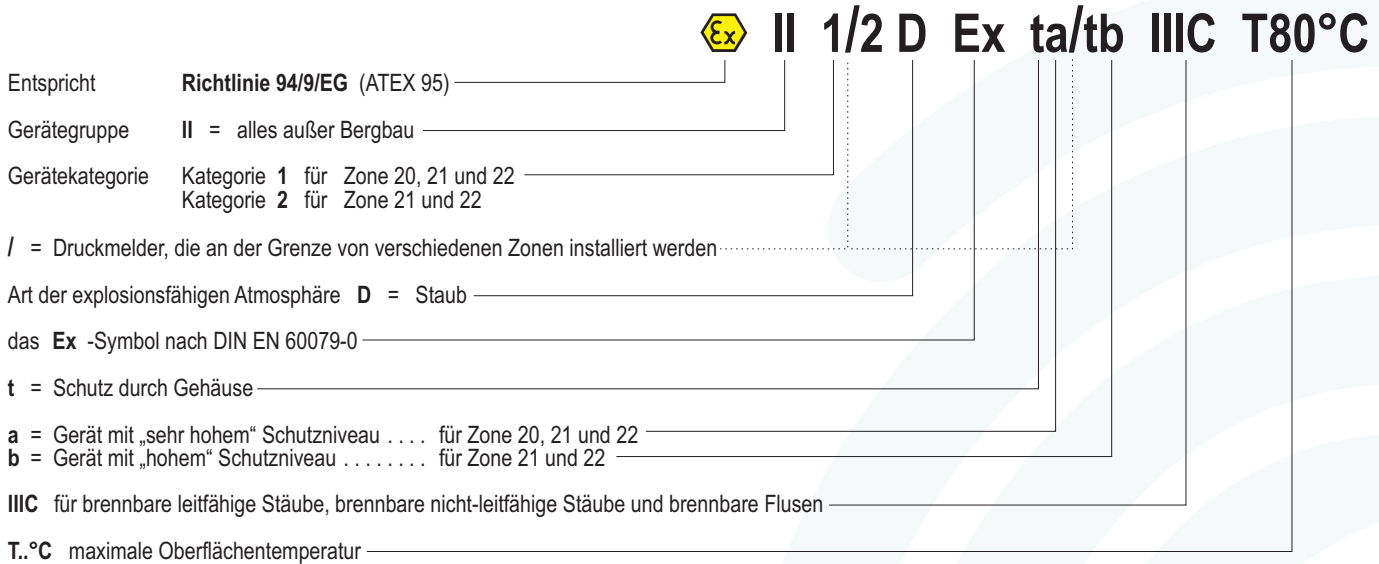 Ex II 1/2 D Ex ta/tb IIIC T80°C
Entspricht Richtlinie 94/9/EG (ATEX 95)
Gerätegruppe II = alles außer Bergbau
Gerätekategorie Kategorie 1 für Zone 20, 21 und 22
Kategorie 2 für Zone 21 und 22
/ = Druckmelder, die an der Grenze von verschiedenen Zonen installiert werden
Art der explosionsfähigen Atmosphäre D = Staub
das Ex -Symbol nach DIN EN 60079-0
t = Schutz durch Gehäuse
a = Gerät mit „sehr hohem“ Schutzniveau . . . . für Zone 20, 21 und 22
b = Gerät mit „hohem“ Schutzniveau . . . . . . . . für Zone 21 und 22
IIIC für brennbare leitfähige Stäube, brennbare nicht-leitfähige Stäube und brennbare Flusen
T..°C maximale Oberflächentemperatur